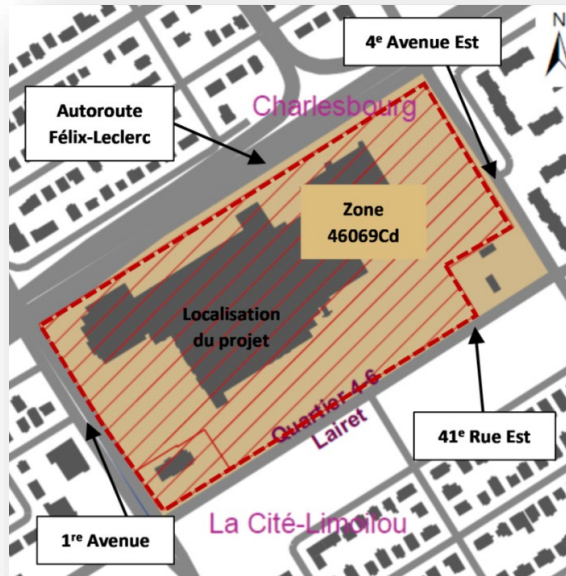 N
4e Avenue Est
Autoroute
Félix-Leclerc
Charlesbourg
Zone
46069Cd
Localisation
du projet
Quartier 4-6
Lairet
41e Rue Est
La Cité-Limoilou
1re Avenue